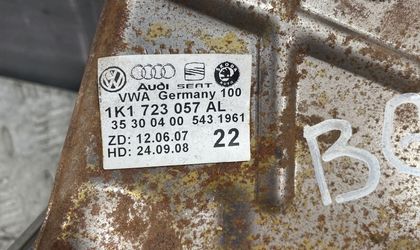 Audi SEAT
VWA Germany 100
1K1 723 057 AL
35 30 04 00 543 1961
ZD: 12.06.07 22
HD: 24.09.08